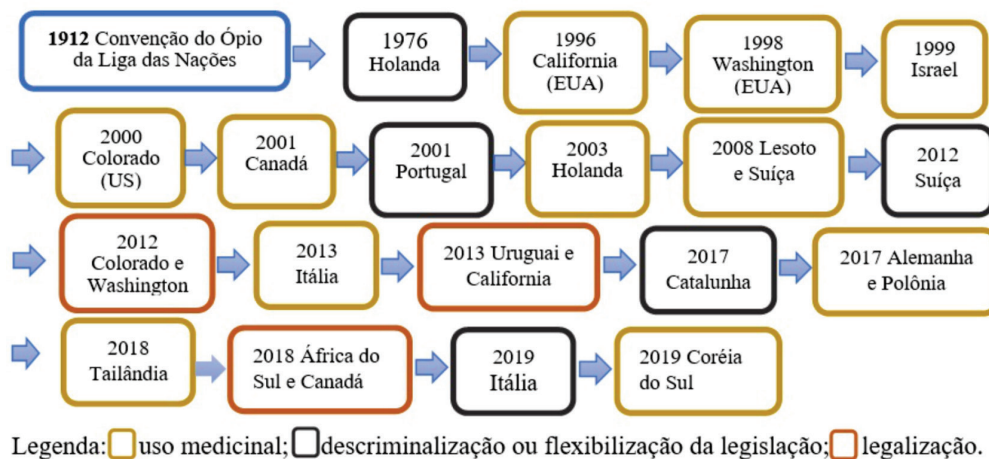 1912 Convenção do Ópio
da Liga das Nações
1976
Holanda
1996
California
(EUA)
1998
Washington
(EUA)
1999
Israel
2000
Colorado
(US)
2001
Canadá
2001
Portugal
2003
Holanda
2008 Lesoto
e Suíça
2012
Suíça
2012
Colorado e
Washington
2013
Itália
2013 Uruguai e
California
2017
Catalunha
2017 Alemanha
e Polônia
2018
Tailândia
2018 África do
Sul e Canadá
2019
Itália
2019 Coréia
do Sul
Legenda: uso medicinal; descriminalização ou flexibilização da legislação; legalização.